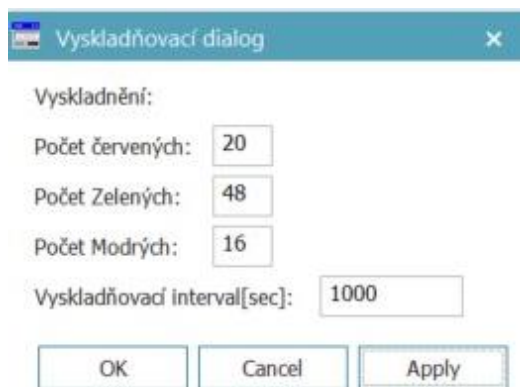 Vyskladňovací dialog
Vyskladnění:
Počet červených: 20
Počet Zelených: 48
Počet Modrých: 16
Vyskladňovací interval[sec]: 1000
OK Cancel Apply